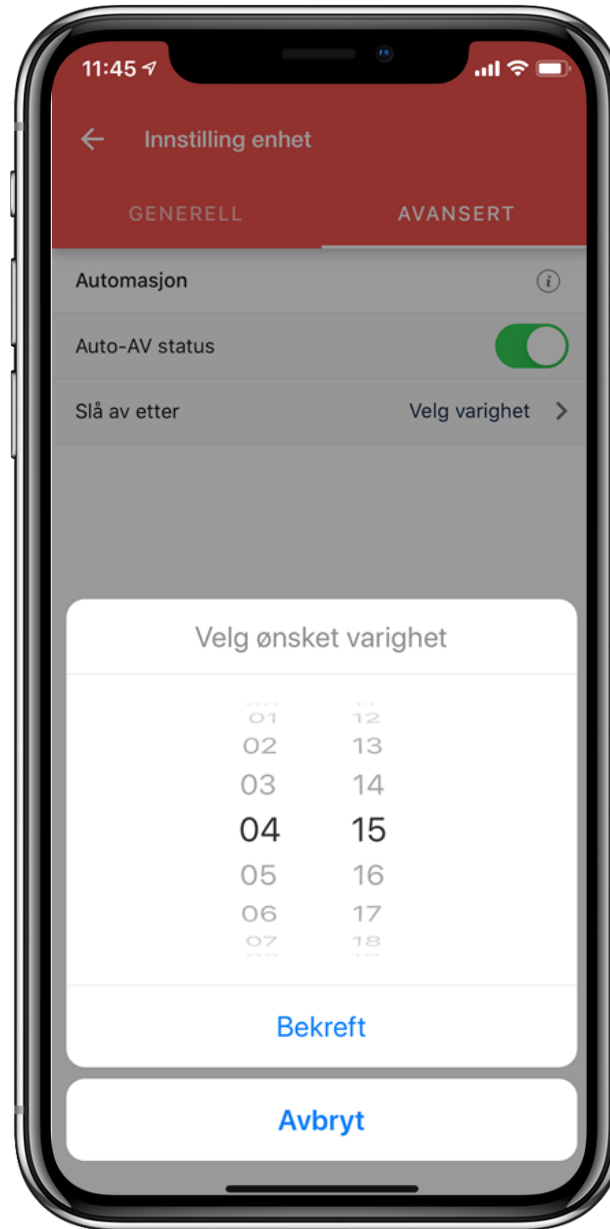 11:45
Innstilling enhet
GENERELL AVANSERT
Automasjon
Auto-AV status
Slå av etter Velg varighet
Velg ønsket varighet
01 12
02 13
03 14
04 15
05 16
06 17
07 18
Bekreft
Avbryt